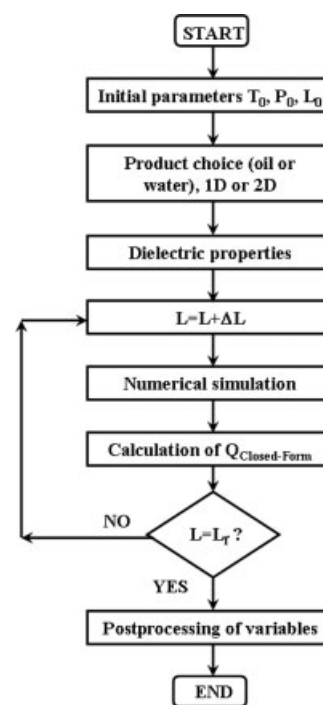 START
Initial parameters T₀, P₀, L₀
Product choice (oil or
water), 1D or 2D
Dielectric properties
L=L+ΔL
Numerical simulation
Calculation of Q_Closed-Form
L=L_f ?
NO
YES
Postprocessing of variables
END